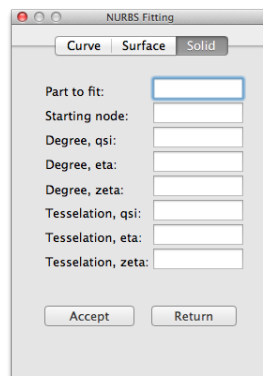 NURBS Fitting
Curve Surface Solid
Part to fit:
Starting node:
Degree, qsi:
Degree, eta:
Degree, zeta:
Tesselation, qsi:
Tesselation, eta:
Tesselation, zeta:
Accept Return